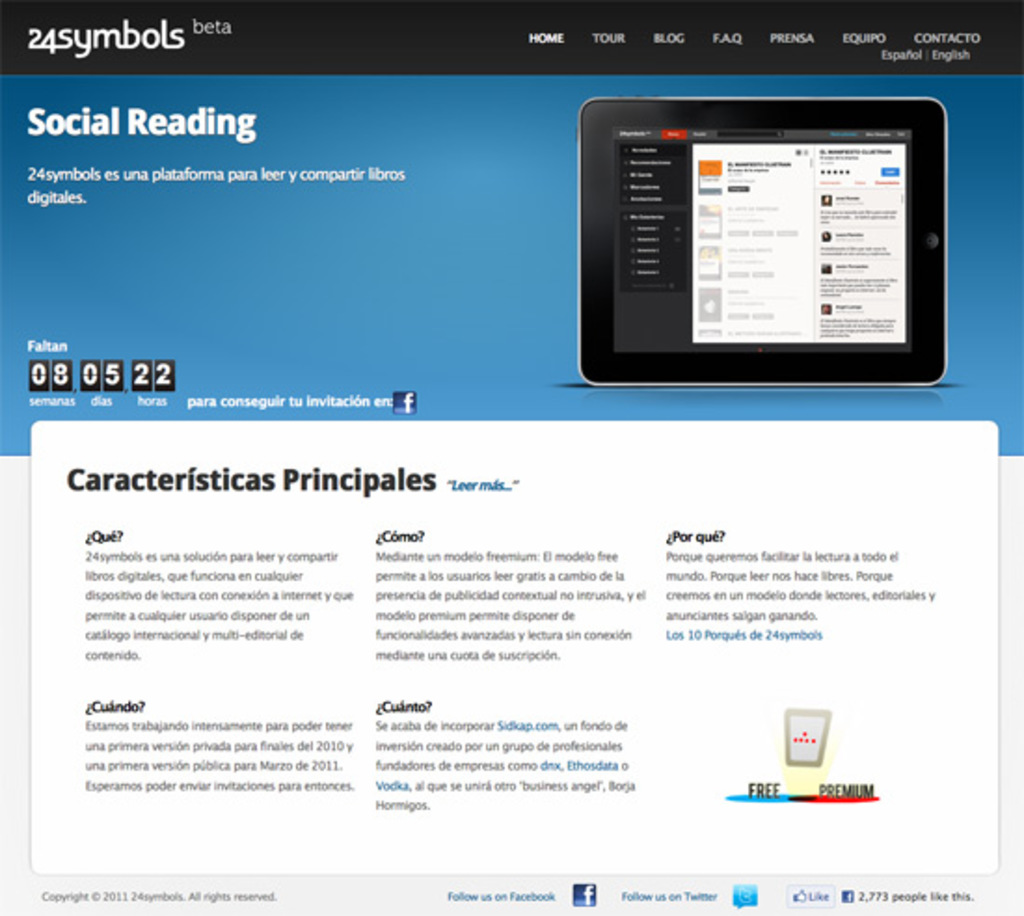 24symbols beta
HOME TOUR BLOG F.A.Q PRENSA EQUIPO CONTACTO
Español | English
Social Reading
24symbols es una plataforma para leer y compartir libros
digitales.
EL MANIFIESTO CLUETRAIN
EL MANIFIESTO CLUETRAIN
Faltan
08, 05, 22
semanas días horas para conseguir tu invitación en:
Características Principales "Leer más..."
¿Qué?
24symbols es una solución para leer y compartir
libros digitales, que funciona en cualquier
dispositivo de lectura con conexión a internet y que
permite a cualquier usuario disponer de un
catálogo internacional y multi-editorial de
contenido.
¿Cómo?
Mediante un modelo freemium: El modelo free
permite a los usuarios leer gratis a cambio de la
presencia de publicidad contextual no intrusiva, y el
modelo premium permite disponer de
funcionalidades avanzadas y lectura sin conexión
mediante una cuota de suscripción.
¿Por qué?
Porque queremos facilitar la lectura a todo el
mundo. Porque leer nos hace libres. Porque
creemos en un modelo donde lectores, editoriales y
anunciantes salgan ganando.
Los 10 Porqués de 24symbols
¿Cuándo?
Estamos trabajando intensamente para poder tener
una primera versión privada para finales del 2010 y
una primera versión pública para Marzo de 2011.
Esperamos poder enviar invitaciones para entonces.
¿Cuánto?
Se acaba de incorporar Sidkap.com, un fondo de
inversión creado por un grupo de profesionales
fundadores de empresas como dnx, Ethosdata o
Vodka, al que se unirá otro "business angel", Borja
Hormigos.
FREE PREMIUM
Copyright © 2011 24symbols. All rights reserved.
Follow us on Facebook
Follow us on Twitter
Like 2,773 people like this.